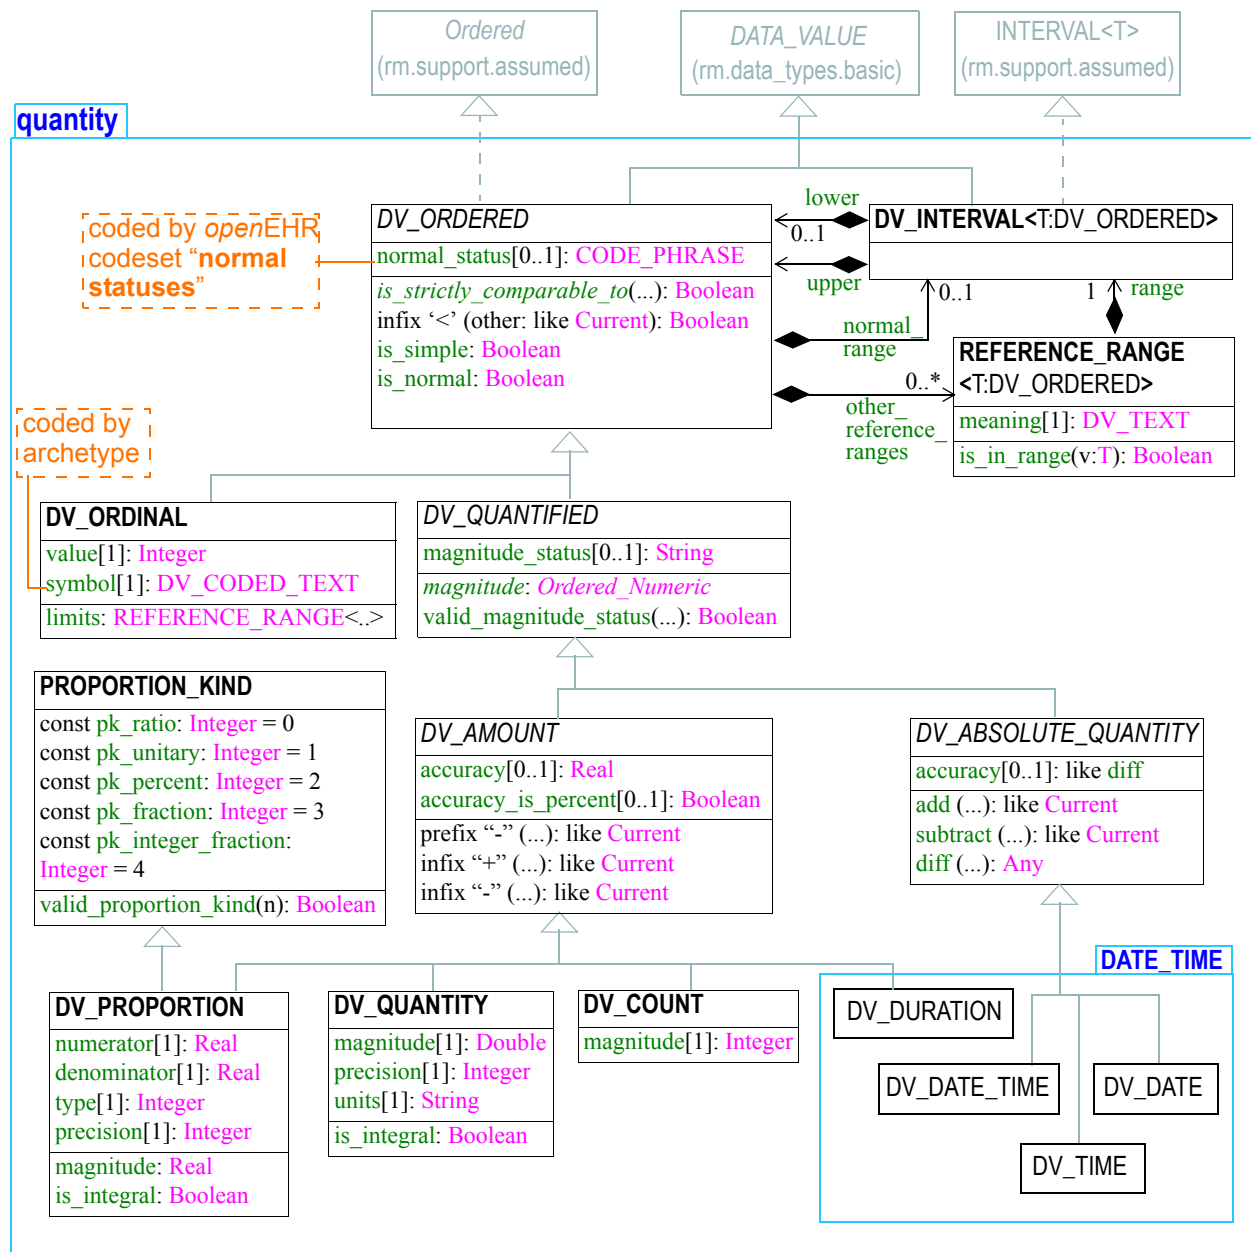 Ordered
(rm.support.assumed)
DATA_VALUE
(rm.data_types.basic)
INTERVAL<T>
(rm.support.assumed)
quantity
coded by openEHR
codeset “normal
statuses”
DV_ORDERED
normal_status[0..1]: CODE_PHRASE
is_strictly_comparable_to(...): Boolean
infix ‘<’ (other: like Current): Boolean
is_simple: Boolean
is_normal: Boolean
lower
0..1
upper
0..1
normal_
range
0..*
other_
reference_
ranges
DV_INTERVAL<T:DV_ORDERED>
1
range
REFERENCE_RANGE
<T:DV_ORDERED>
meaning[1]: DV_TEXT
is_in_range(v:T): Boolean
coded by
archetype
DV_ORDINAL
value[1]: Integer
symbol[1]: DV_CODED_TEXT
limits: REFERENCE_RANGE<..>
DV_QUANTIFIED
magnitude_status[0..1]: String
magnitude: Ordered_Numeric
valid_magnitude_status(...): Boolean
PROPORTION_KIND
const pk_ratio: Integer = 0
const pk_unitary: Integer = 1
const pk_percent: Integer = 2
const pk_fraction: Integer = 3
const pk_integer_fraction:
Integer = 4
valid_proportion_kind(n): Boolean
DV_AMOUNT
accuracy[0..1]: Real
accuracy_is_percent[0..1]: Boolean
prefix “-” (...): like Current
infix “+” (...): like Current
infix “-” (...): like Current
DV_ABSOLUTE_QUANTITY
accuracy[0..1]: like diff
add (...): like Current
subtract (...): like Current
diff (...): Any
DV_PROPORTION
numerator[1]: Real
denominator[1]: Real
type[1]: Integer
precision[1]: Integer
magnitude: Real
is_integral: Boolean
DV_QUANTITY
magnitude[1]: Double
precision[1]: Integer
units[1]: String
is_integral: Boolean
DV_COUNT
magnitude[1]: Integer
DATE_TIME
DV_DURATION
DV_DATE_TIME
DV_DATE
DV_TIME